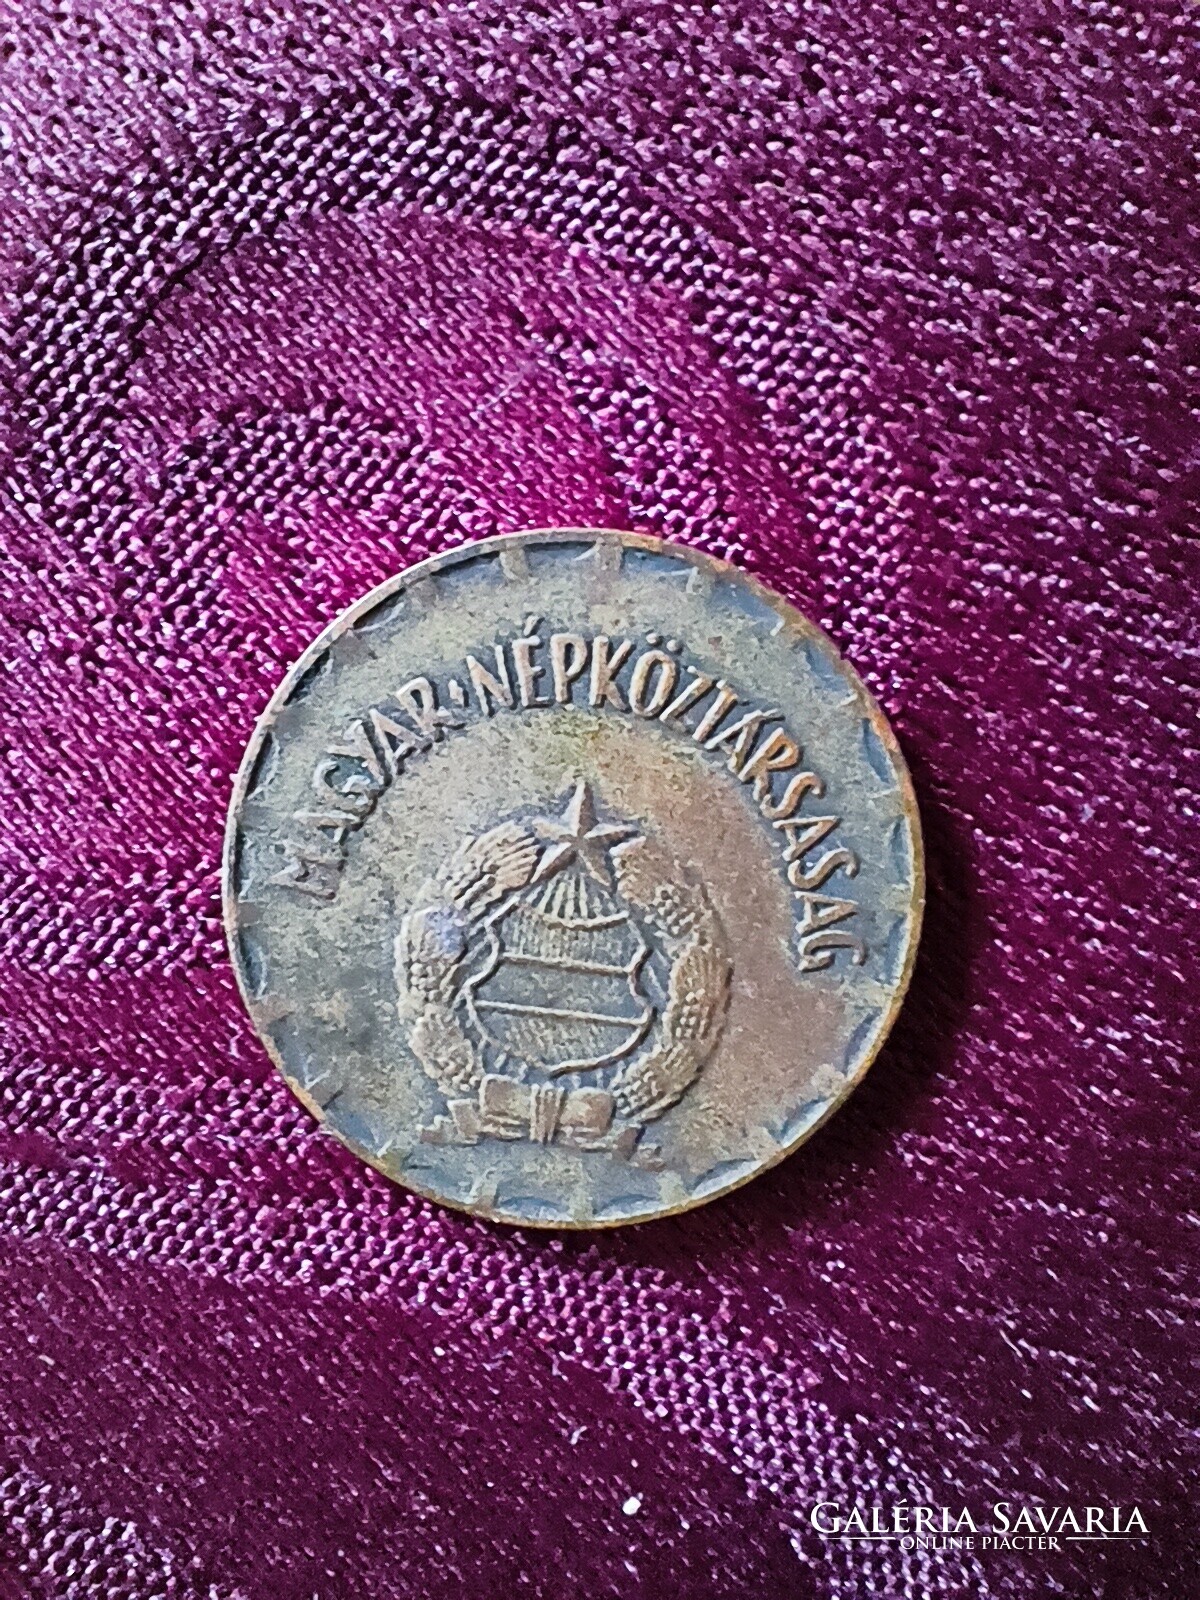 MAGYAR·NÉPKÖZTÁRSASÁG
GALÉRIA SAVARIA
ONLINE PIACTÉR